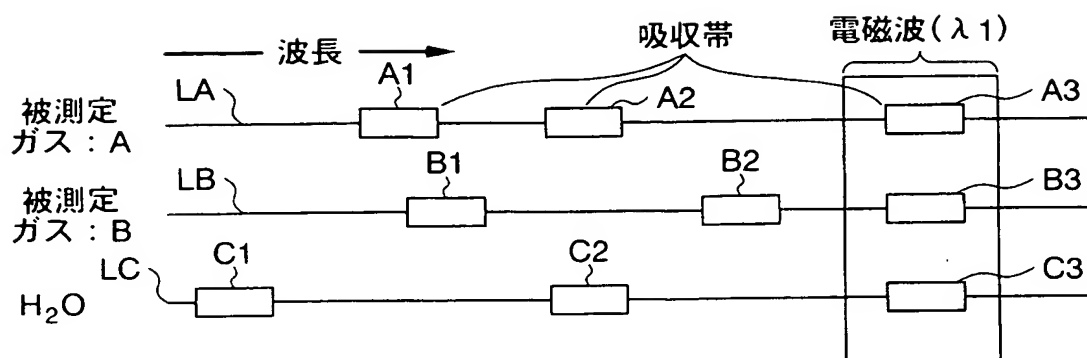 波長
吸収帯
電磁波(λ1)
被測定
ガス:A
LA
A1
A2
A3
被測定
ガス:B
LB
B1
B2
B3
H₂O
LC
C1
C2
C3